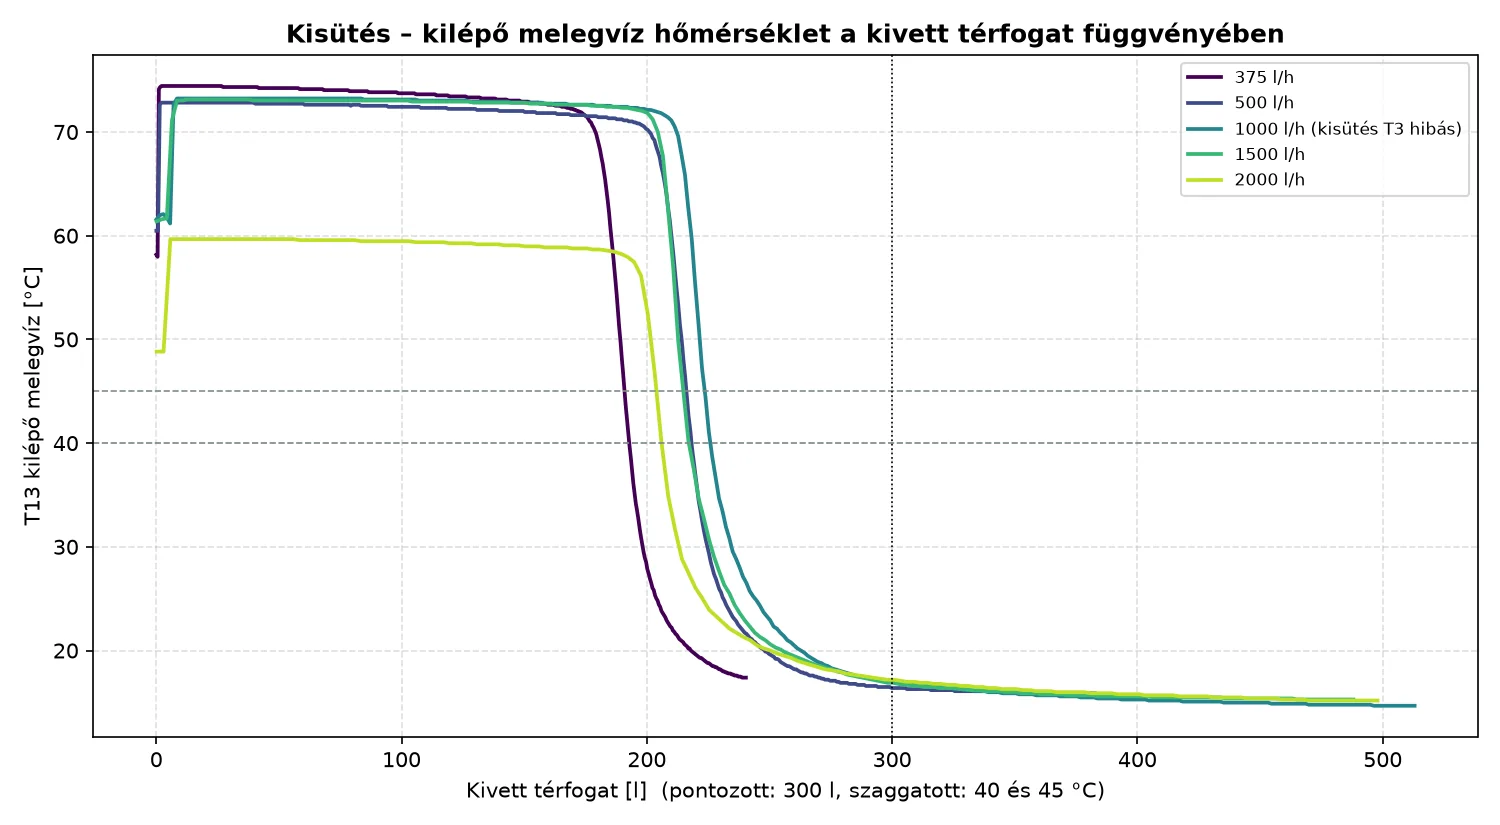 Kisütés – kilépő melegvíz hőmérséklet a kivett térfogat függvényében
T13 kilépő melegvíz [°C]
70
60
50
40
30
20
375 l/h
500 l/h
1000 l/h (kisütés T3 hibás)
1500 l/h
2000 l/h
0 100 200 300 400 500
Kivett térfogat [l]  (pontozott: 300 l, szaggatott: 40 és 45 °C)